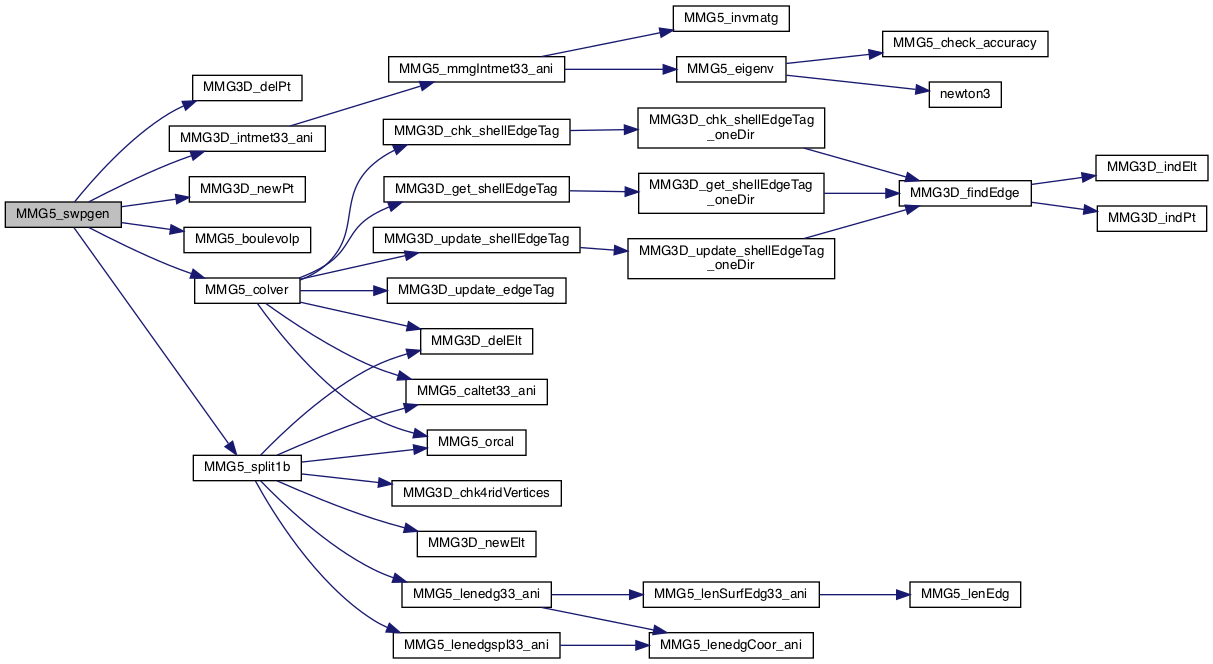 MMG5_swpgen
MMG3D_delPt
MMG3D_intmet33_ani
MMG3D_newPt
MMG5_boulevolp
MMG5_colver
MMG5_split1b
MMG5_mmgIntmet33_ani
MMG3D_chk_shellEdgeTag
MMG3D_get_shellEdgeTag
MMG3D_update_shellEdgeTag
MMG3D_update_edgeTag
MMG3D_delElt
MMG5_caltet33_ani
MMG5_orcal
MMG3D_chk4ridVertices
MMG3D_newElt
MMG5_lenedg33_ani
MMG5_lenedgspl33_ani
MMG5_invmatg
MMG5_eigenv
MMG3D_chk_shellEdgeTag
_oneDir
MMG3D_get_shellEdgeTag
_oneDir
MMG3D_update_shellEdgeTag
_oneDir
MMG5_lenSurfEdg33_ani
MMG5_lenedgCoor_ani
MMG5_check_accuracy
newton3
MMG3D_findEdge
MMG5_lenEdg
MMG3D_indElt
MMG3D_indPt